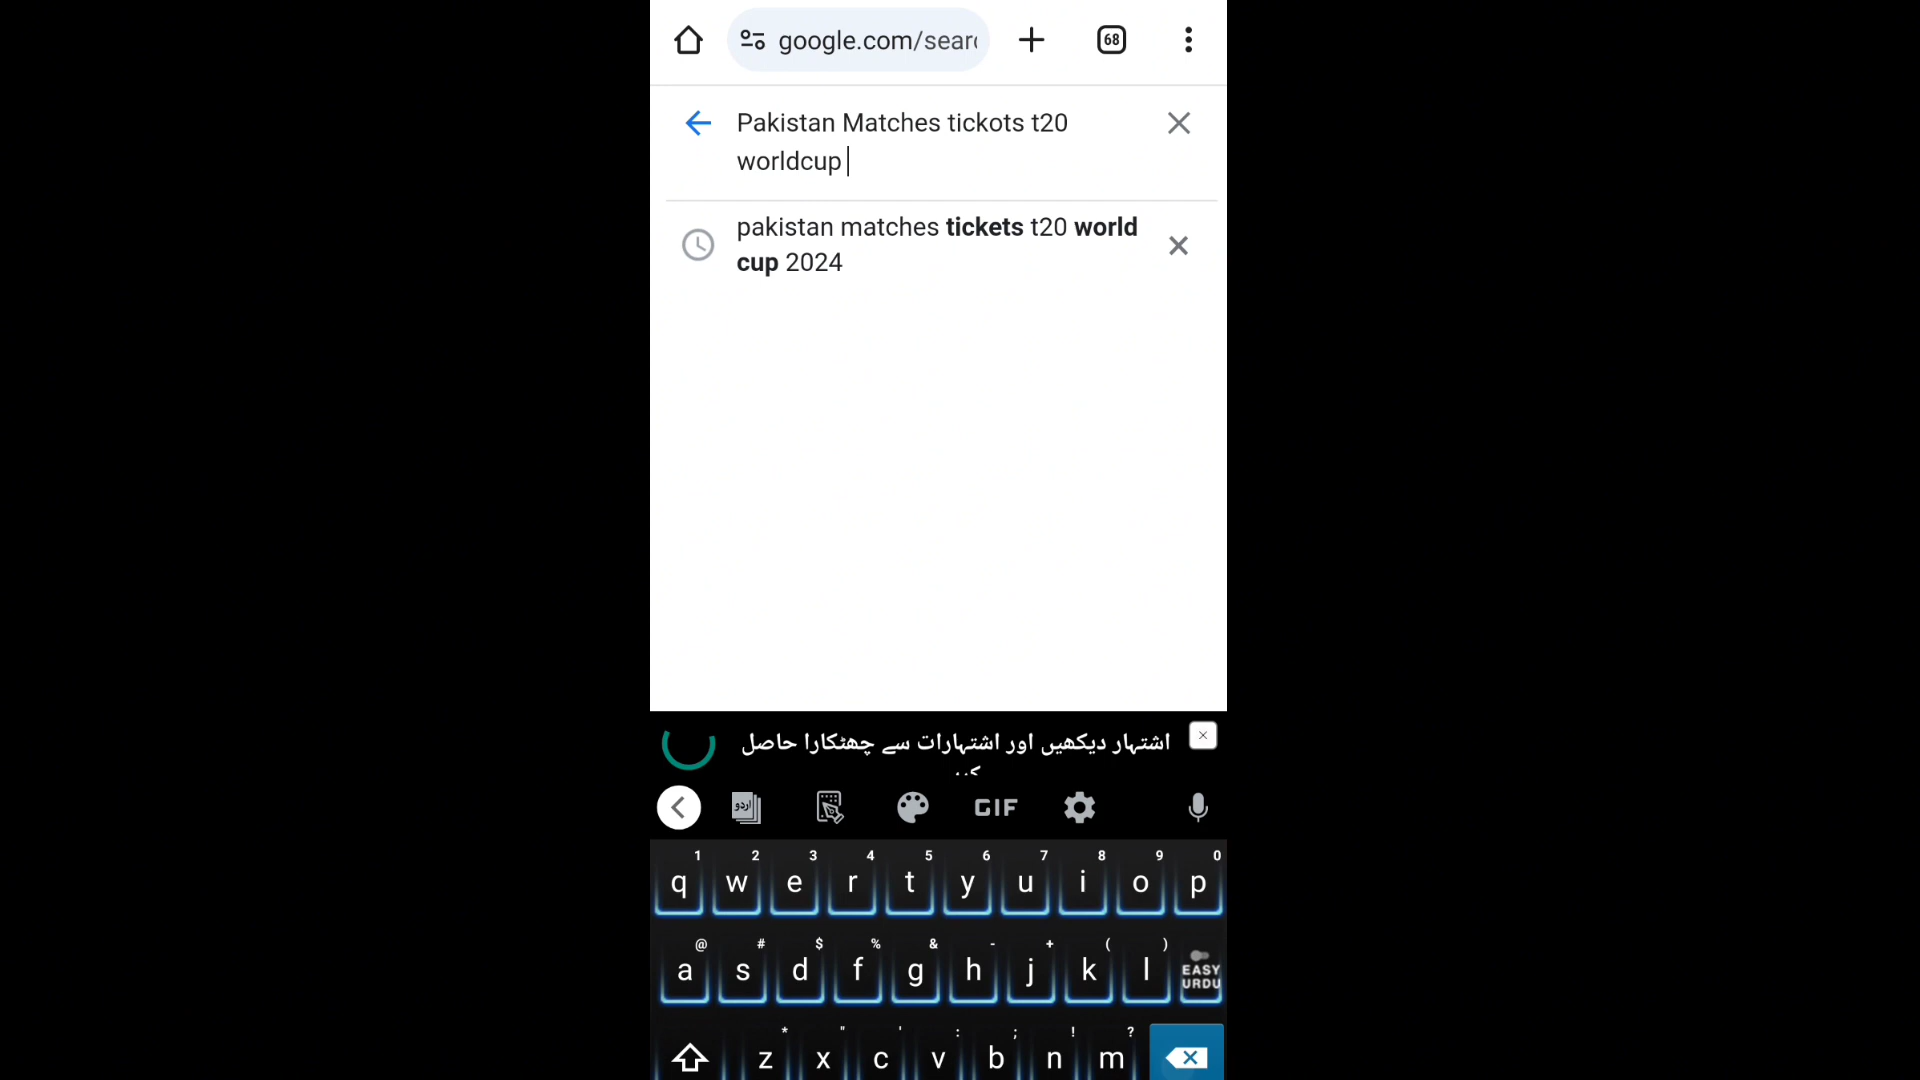 google.com/sear
68
Pakistan Matches tickots t20
worldcup
pakistan matches tickets t20 world
cup 2024
اشتہار دیکھیں اور اشتہارات سے چھٹکارا حاصل
اردو
GIF
1 2 3 4 5 6 7 8 9 0
q w e r t y u i o p
@ # $ % & - + ( )
a s d f g h j k l
EASY
URDU
* " ' : ; ! ?
z x c v b n m